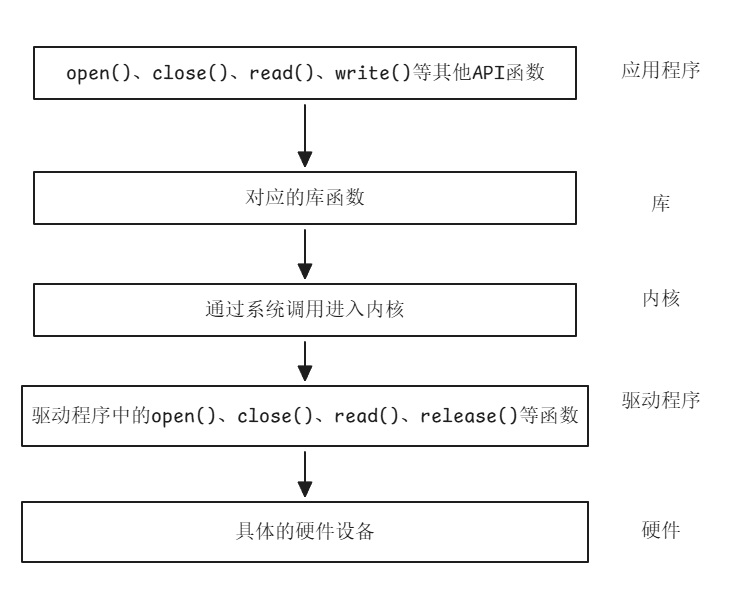 open()、close()、read()、write()等其他API函数
应用程序
对应的库函数
库
通过系统调用进入内核
内核
驱动程序中的open()、close()、read()、release()等函数
驱动程序
具体的硬件设备
硬件